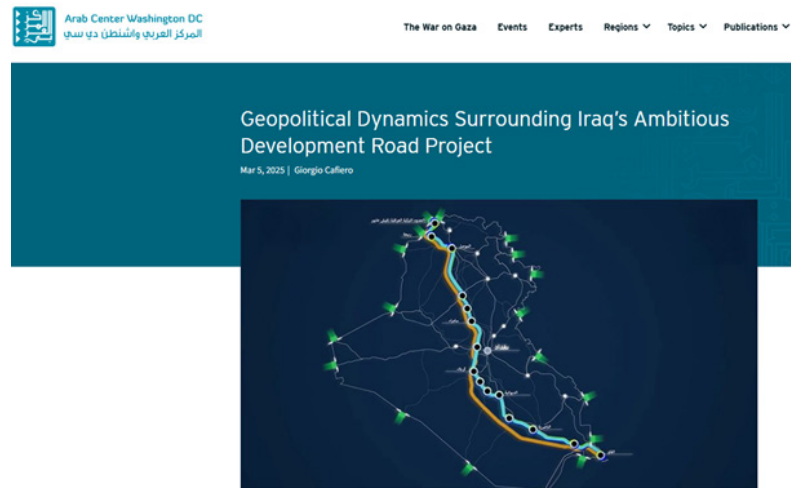 Arab Center Washington DC
المركز العربي واشنطن دي سي
The War on Gaza
Events
Experts
Regions
Topics
Publications
Geopolitical Dynamics Surrounding Iraq's Ambitious
Development Road Project
Mar 5, 2025 | Giorgio Cafiero